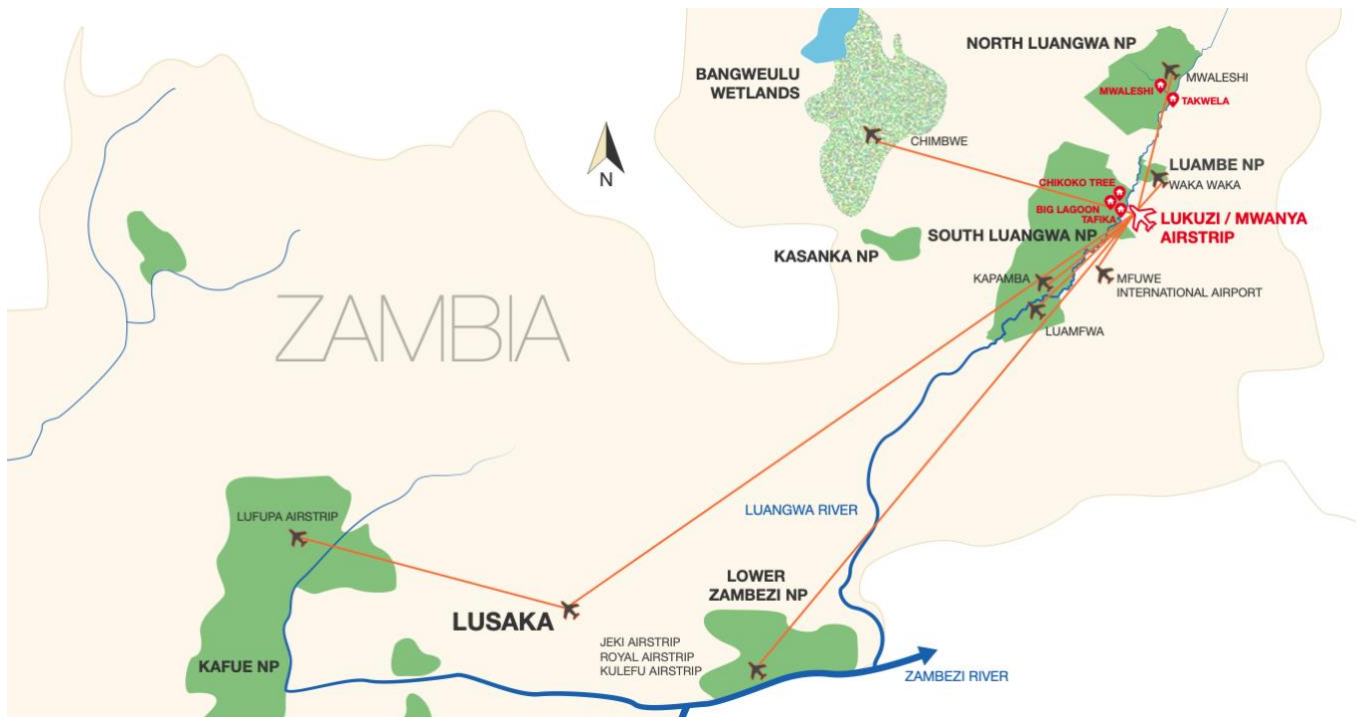 NORTH LUANGWA NP
BANGWEULU
WETLANDS
MWALESHI
MWALESHI
TAKWELA
CHIMBWE
N
LUAMBE NP
WAKA WAKA
CHIKOKO TREE
BIG LAGOON
TAFIKA
LUKUZI / MWANYA
AIRSTRIP
SOUTH LUANGWA NP
KASANKA NP
KAPAMBA
MFUWE
INTERNATIONAL AIRPORT
ZAMBIA
LUAMFWA
LUFUPA AIRSTRIP
LUANGWA RIVER
LOWER
ZAMBEZI NP
LUSAKA
JEKI AIRSTRIP
ROYAL AIRSTRIP
KULEFU AIRSTRIP
KAFUE NP
ZAMBEZI RIVER